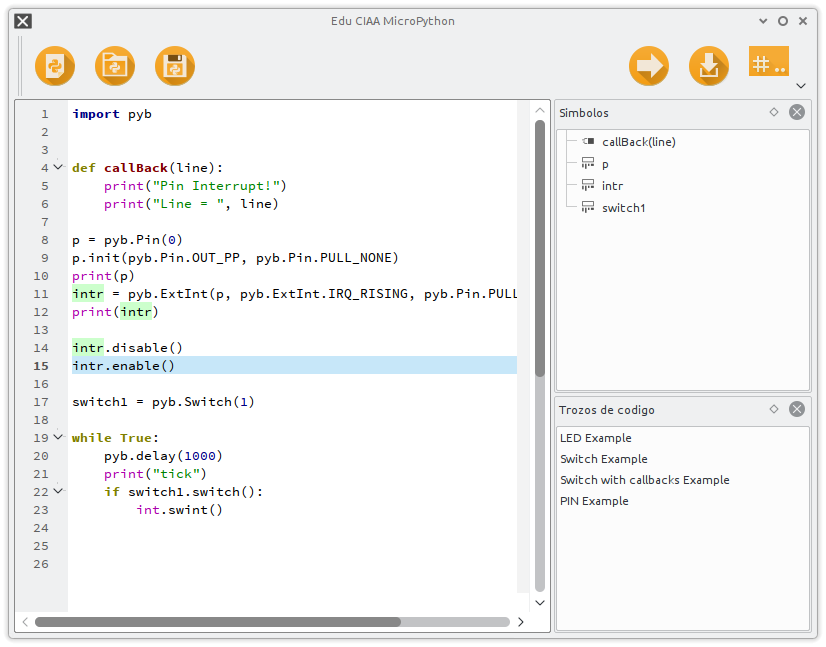 Edu CIAA MicroPython
#..
1 import pyb
2
3
4 def callBack(line):
5     print("Pin Interrupt!")
6     print("Line = ", line)
7
8 p = pyb.Pin(0)
9 p.init(pyb.Pin.OUT_PP, pyb.Pin.PULL_NONE)
10 print(p)
11 intr = pyb.ExtInt(p, pyb.ExtInt.IRQ_RISING, pyb.Pin.PULL
12 print(intr)
13
14 intr.disable()
15 intr.enable()
16
17 switch1 = pyb.Switch(1)
18
19 while True:
20     pyb.delay(1000)
21     print("tick")
22     if switch1.switch():
23         int.swint()
24
25
26
Simbolos
callBack(line)
p
intr
switch1
Trozos de codigo
LED Example
Switch Example
Switch with callbacks Example
PIN Example